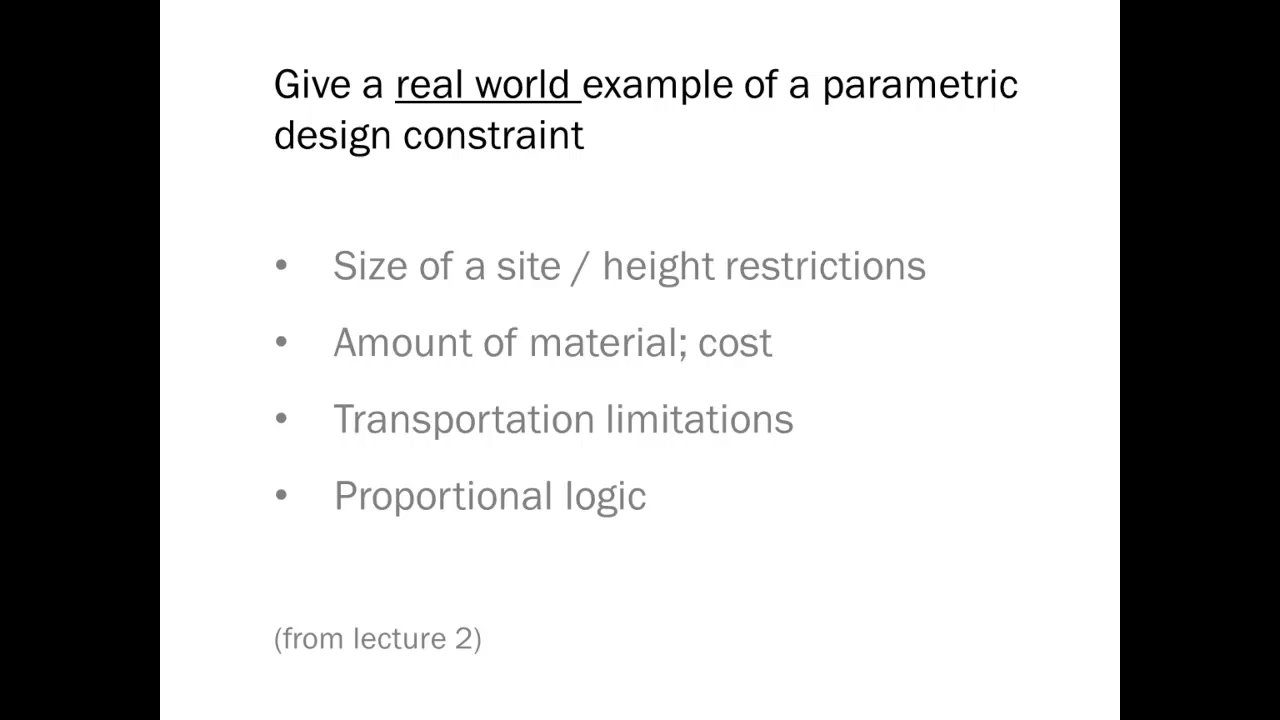 Give a real world example of a parametric
design constraint
• Size of a site / height restrictions
• Amount of material; cost
• Transportation limitations
• Proportional logic
(from lecture 2)